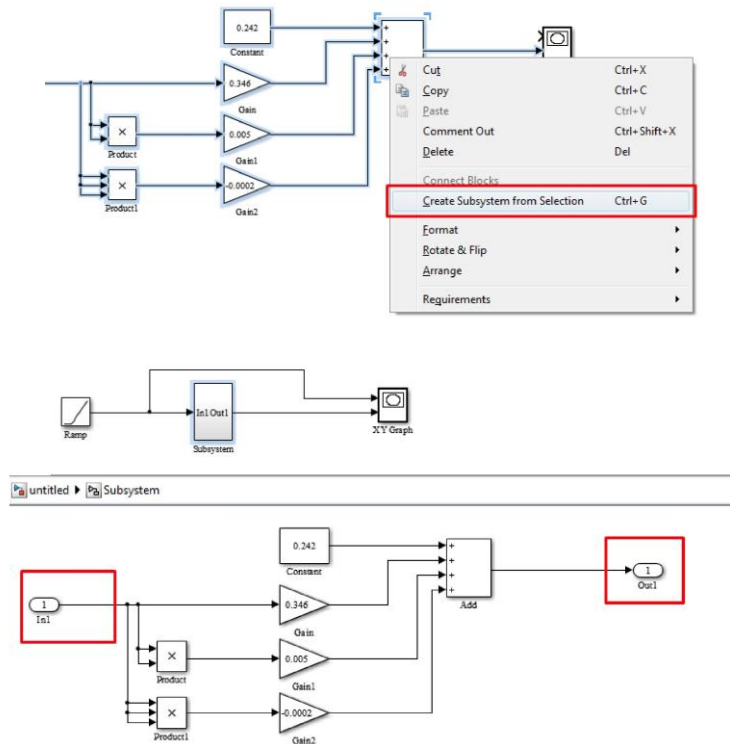 0.242
Constant
+
+
+
+
0.346
Gain
×
Product
0.005
Gain1
×
Product1
-0.0002
Gain2
Cut Ctrl+X
Copy Ctrl+C
Paste Ctrl+V
Comment Out Ctrl+Shift+X
Delete Del
Connect Blocks
Create Subsystem from Selection Ctrl+G
Format
Rotate & Flip
Arrange
Requirements
Ramp
In1 Out1
Subsystem
XY Graph
untitled Subsystem
0.242
Constant
+
+
+
+
Add
1
In1
1
Out1
0.346
Gain
×
Product
0.005
Gain1
×
Product1
-0.0002
Gain2